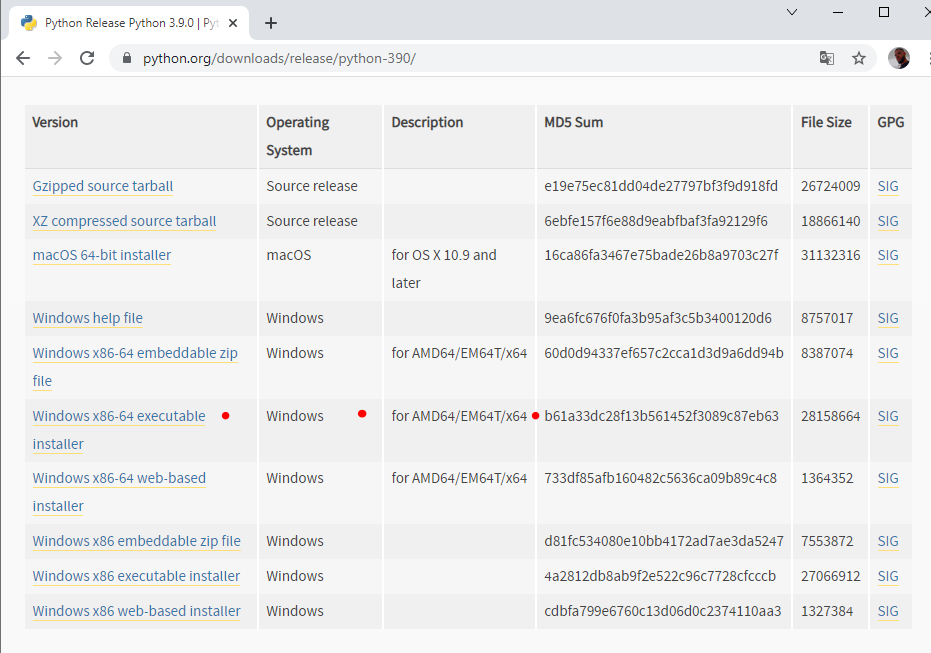 Python Release Python 3.9.0 | Pyt
python.org/downloads/release/python-390/
Version Operating System Description MD5 Sum File Size GPG
Gzipped source tarball Source release e19e75ec81dd04de27797bf3f9d918fd 26724009 SIG
XZ compressed source tarball Source release 6ebfe157f6e88d9eabfbaf3fa92129f6 18866140 SIG
macOS 64-bit installer macOS for OS X 10.9 and later 16ca86fa3467e75bade26b8a9703c27f 31132316 SIG
Windows help file Windows 9ea6fc676f0fa3b95af3c5b3400120d6 8757017 SIG
Windows x86-64 embeddable zip file Windows for AMD64/EM64T/x64 60d0d94337ef657c2cca1d3d9a6dd94b 8387074 SIG
Windows x86-64 executable installer Windows for AMD64/EM64T/x64 b61a33dc28f13b561452f3089c87eb63 28158664 SIG
Windows x86-64 web-based installer Windows for AMD64/EM64T/x64 733df85afb160482c5636ca09b89c4c8 1364352 SIG
Windows x86 embeddable zip file Windows d81fc534080e10bb4172ad7ae3da5247 7553872 SIG
Windows x86 executable installer Windows 4a2812db8ab9f2e522c96c7728cfcccb 27066912 SIG
Windows x86 web-based installer Windows cdbfa799e6760c13d06d0c2374110aa3 1327384 SIG